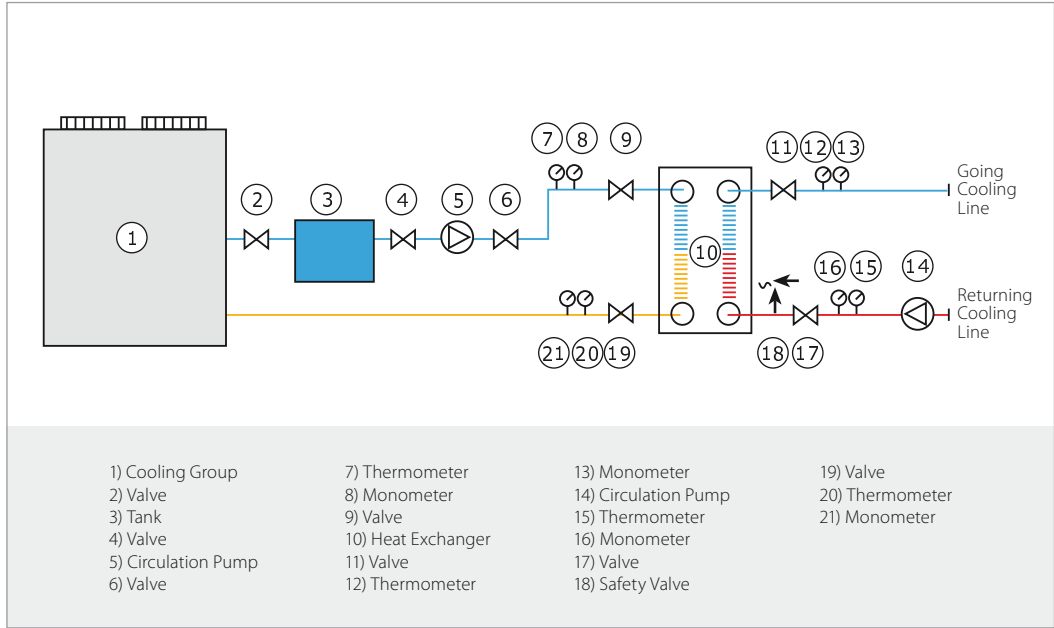 7
8
9
11
12
13
2
3
4
5
6
Going
Cooling
Line
1
10
16
15
14
Returning
Cooling
Line
21
20
19
18
17
1) Cooling Group
2) Valve
3) Tank
4) Valve
5) Circulation Pump
6) Valve
7) Thermometer
8) Monometer
9) Valve
10) Heat Exchanger
11) Valve
12) Thermometer
13) Monometer
14) Circulation Pump
15) Thermometer
16) Monometer
17) Valve
18) Safety Valve
19) Valve
20) Thermometer
21) Monometer